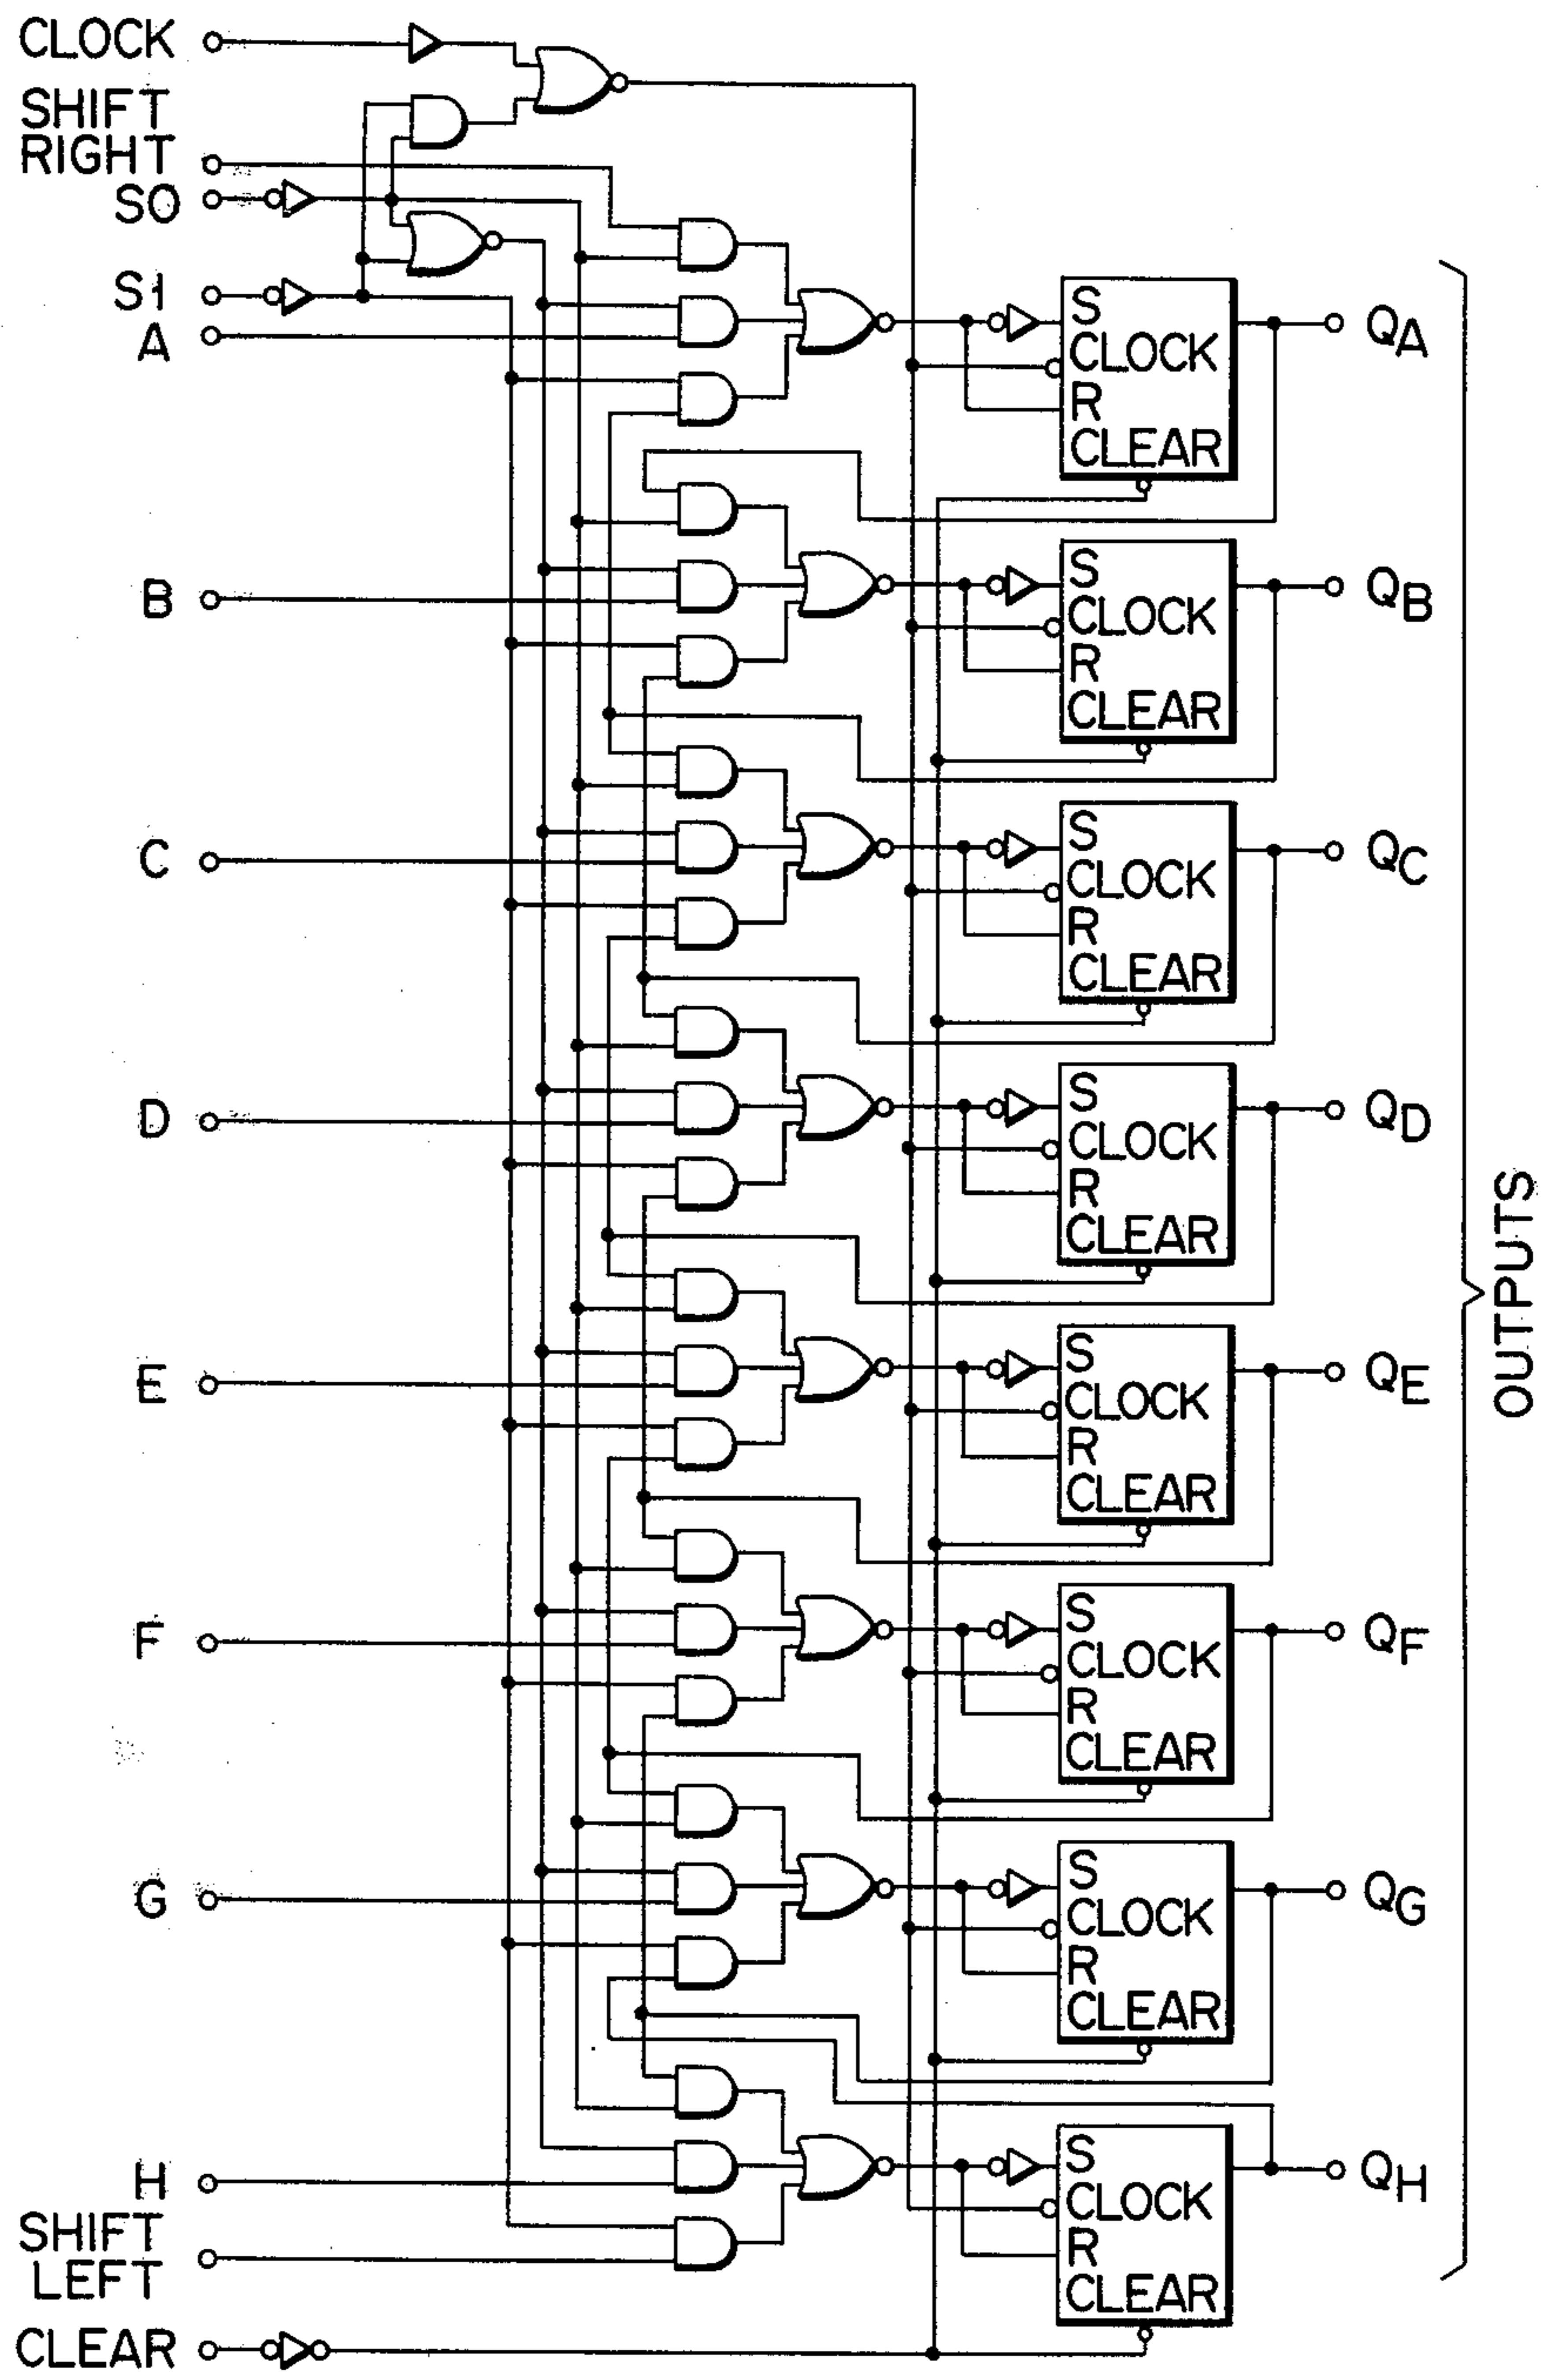 CLOCK
SHIFT
RIGHT
S0
S1
A
S
CLOCK
R
CLEAR
QA
B
S
CLOCK
R
CLEAR
QB
C
S
CLOCK
R
CLEAR
QC
D
S
CLOCK
R
CLEAR
QD
E
S
CLOCK
R
CLEAR
QE
F
S
CLOCK
R
CLEAR
QF
G
S
CLOCK
R
CLEAR
QG
H
S
CLOCK
R
CLEAR
QH
SHIFT
LEFT
CLEAR
OUTPUTS